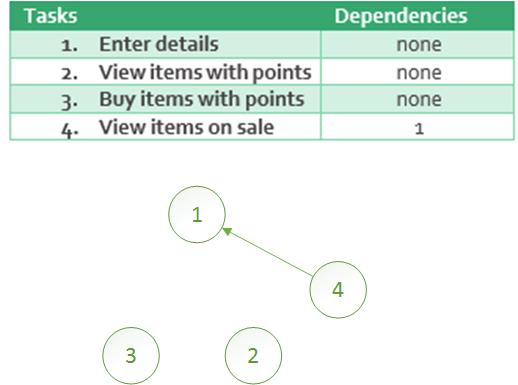 Tasks Dependencies
1. Enter details none
2. View items with points none
3. Buy items with points none
4. View items on sale 1
1
4
3 2